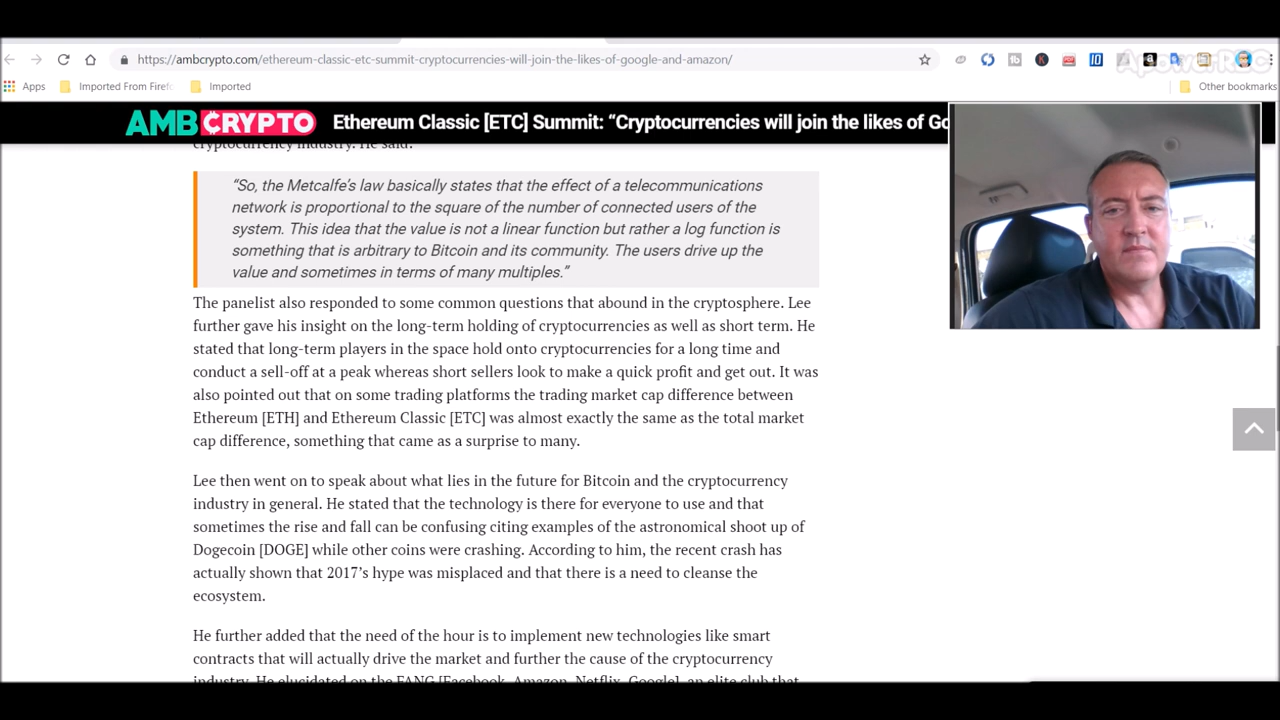 https://ambcrypto.com/ethereum-classic-etc-summit-cryptocurrencies-will-join-the-likes-of-google-and-amazon/
ApowerREC
Apps
Imported From Firef
Imported
Other bookmarks
AMBCRYPTO
Ethereum Classic [ETC] Summit: “Cryptocurrencies will join the likes of Go
cryptocurrency industry. He said:
“So, the Metcalfe’s law basically states that the effect of a telecommunications
network is proportional to the square of the number of connected users of the
system. This idea that the value is not a linear function but rather a log function is
something that is arbitrary to Bitcoin and its community. The users drive up the
value and sometimes in terms of many multiples.”
The panelist also responded to some common questions that abound in the cryptosphere. Lee
further gave his insight on the long-term holding of cryptocurrencies as well as short term. He
stated that long-term players in the space hold onto cryptocurrencies for a long time and
conduct a sell-off at a peak whereas short sellers look to make a quick profit and get out. It was
also pointed out that on some trading platforms the trading market cap difference between
Ethereum [ETH] and Ethereum Classic [ETC] was almost exactly the same as the total market
cap difference, something that came as a surprise to many.
Lee then went on to speak about what lies in the future for Bitcoin and the cryptocurrency
industry in general. He stated that the technology is there for everyone to use and that
sometimes the rise and fall can be confusing citing examples of the astronomical shoot up of
Dogecoin [DOGE] while other coins were crashing. According to him, the recent crash has
actually shown that 2017’s hype was misplaced and that there is a need to cleanse the
ecosystem.
He further added that the need of the hour is to implement new technologies like smart
contracts that will actually drive the market and further the cause of the cryptocurrency
industry. He elucidated on the FANG [Facebook, Amazon, Netflix, Google], an elite club that